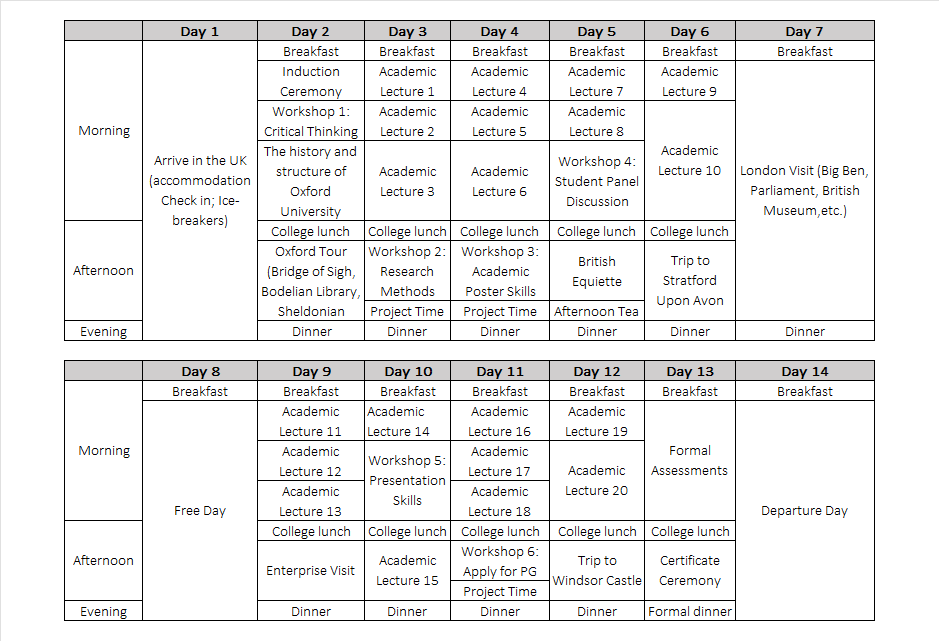 Day 1 Day 2 Day 3 Day 4 Day 5 Day 6 Day 7
Morning
Arrive in the UK
(accommodation
Check in; Ice-
breakers)
Breakfast Breakfast Breakfast Breakfast Breakfast Breakfast
Induction
Ceremony
Academic
Lecture 1
Academic
Lecture 4
Academic
Lecture 7
Academic
Lecture 9
London Visit (Big Ben,
Parliament, British
Museum,etc.)
Workshop 1:
Critical Thinking
Academic
Lecture 2
Academic
Lecture 5
Academic
Lecture 8
Academic
Lecture 10
The history and
structure of
Oxford
University
Academic
Lecture 3
Academic
Lecture 6
Workshop 4:
Student Panel
Discussion
Afternoon
College lunch College lunch College lunch College lunch College lunch
Oxford Tour
(Bridge of Sigh,
Bodelian Library,
Sheldonian
Workshop 2:
Research
Methods
Workshop 3:
Academic
Poster Skills
British
Equiette
Trip to
Stratford
Upon Avon
Project Time Project Time Afternoon Tea
Evening Dinner Dinner Dinner Dinner Dinner Dinner
Day 8 Day 9 Day 10 Day 11 Day 12 Day 13 Day 14
Morning
Breakfast Breakfast Breakfast Breakfast Breakfast Breakfast Breakfast
Free Day
Academic
Lecture 11
Academic
Lecture 14
Academic
Lecture 16
Academic
Lecture 19
Formal
Assessments
Departure Day
Academic
Lecture 12
Workshop 5:
Presentation
Skills
Academic
Lecture 17
Academic
Lecture 20
Academic
Lecture 13
Academic
Lecture 18
Afternoon
College lunch College lunch College lunch College lunch College lunch
Enterprise Visit
Academic
Lecture 15
Workshop 6:
Apply for PG
Project Time
Trip to
Windsor Castle
Certificate
Ceremony
Evening Dinner Dinner Dinner Dinner Formal dinner